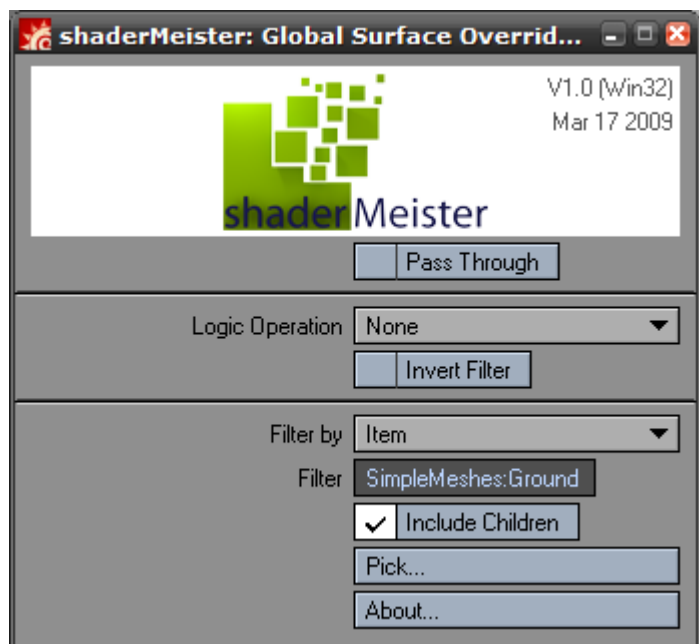 shaderMeister: Global Surface Overrid...
V1.0 (Win32)
Mar 17 2009
shaderMeister
Pass Through
Logic Operation None
Invert Filter
Filter by Item
Filter SimpleMeshes:Ground
Include Children
Pick...
About...